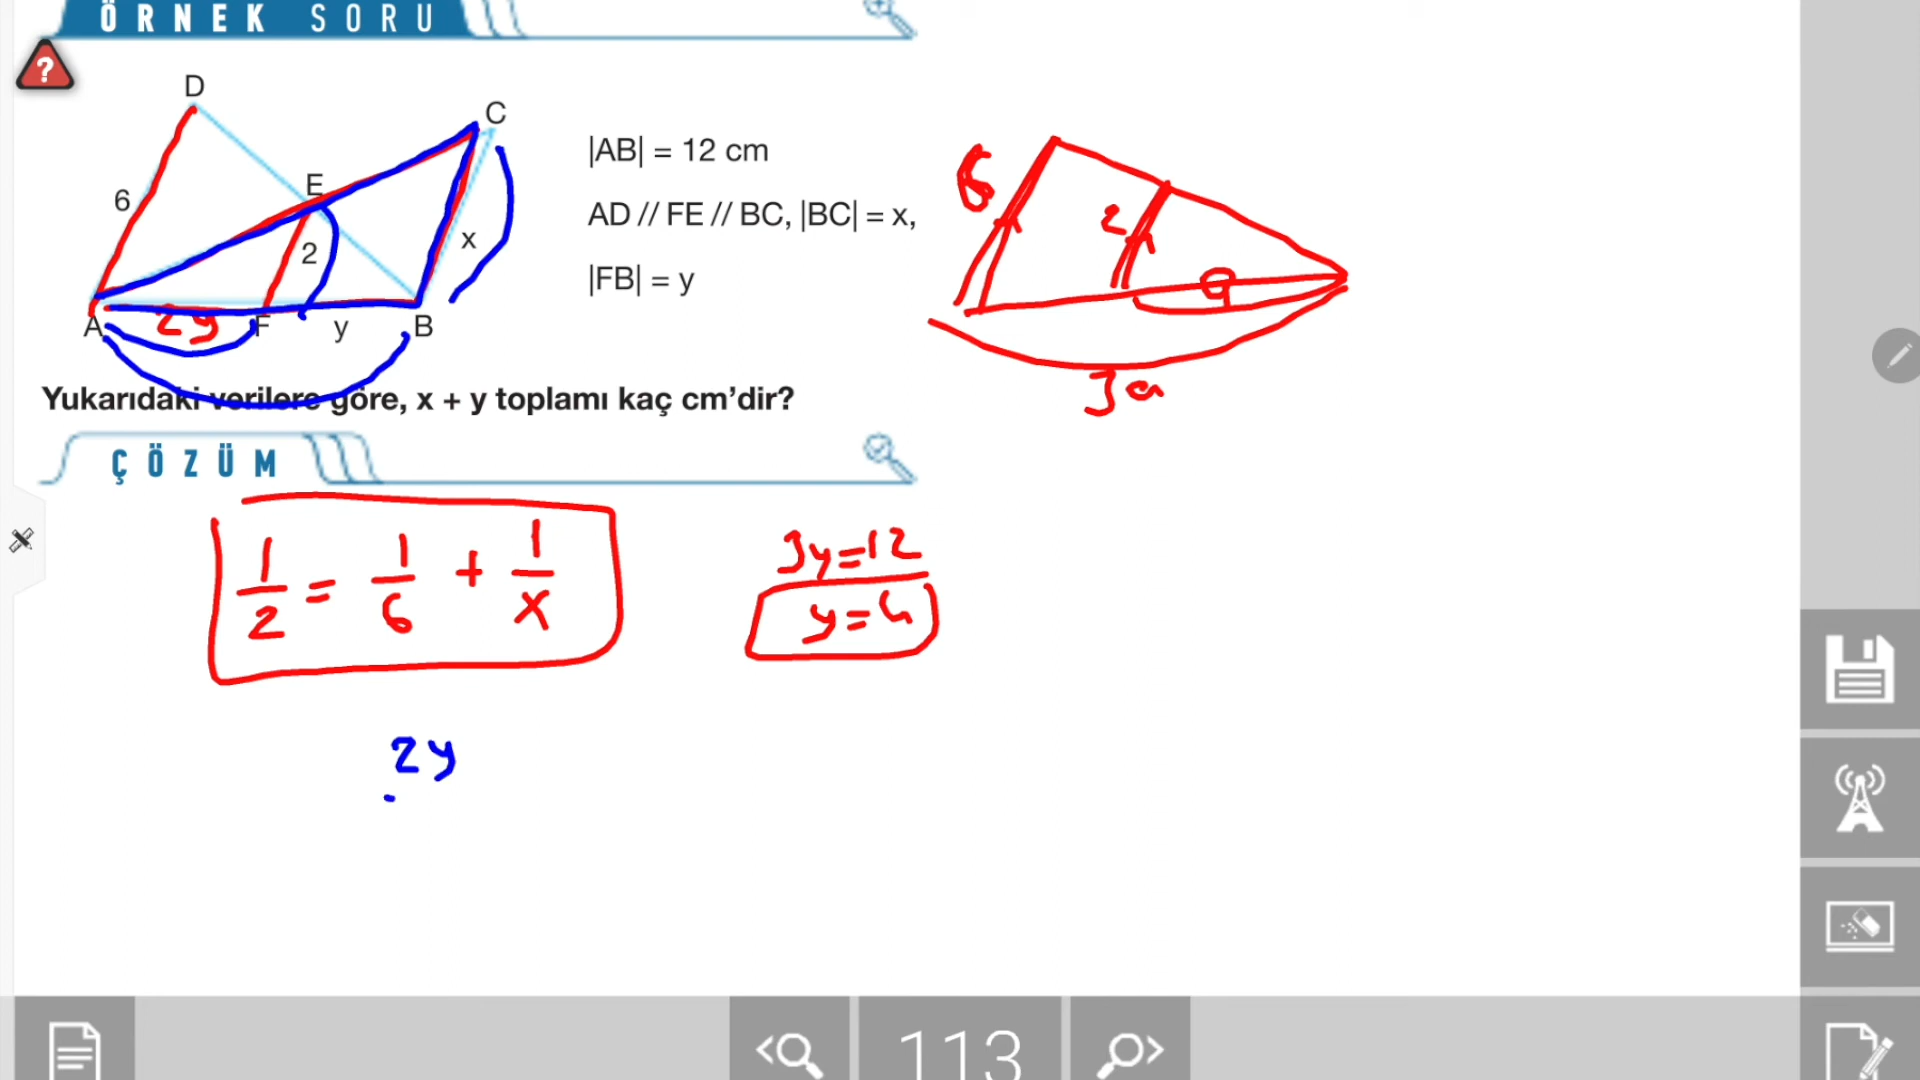 ÖRNEK SORU
?
D
C
E
6
2
x
A
2y
F
y
B
|AB| = 12 cm
AD // FE // BC, |BC| = x,
|FB| = y
6
2
a
3a
Yukarıdaki verilere göre, x + y toplamı kaç cm'dir?
ÇÖZÜM
1/2 = 1/6 + 1/x
3y=12
y=4
2y
113